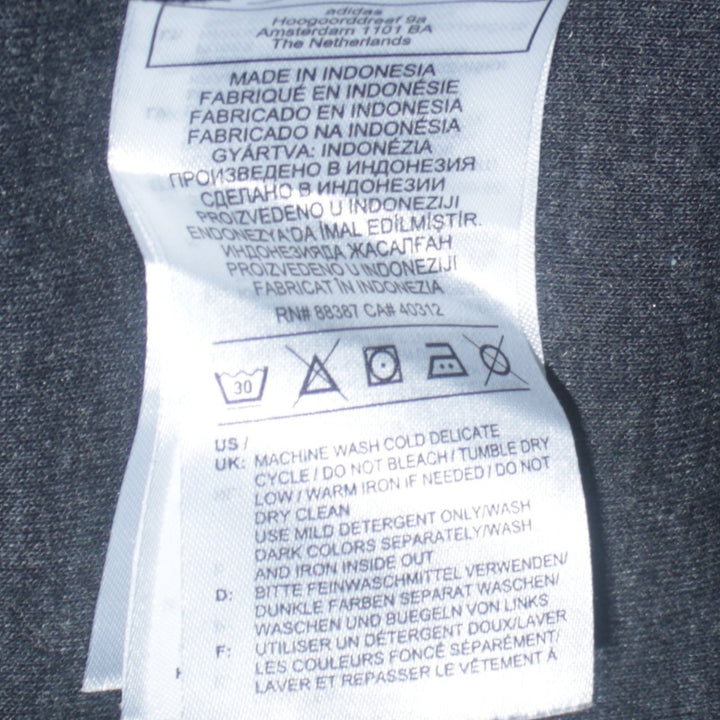 adidas
Hoogoorddreef 9a
Amsterdam 1101 BA
The Netherlands
MADE IN INDONESIA
FABRIQUÉ EN INDONÉSIE
FABRICADO EN INDONESIA
FABRICADO NA INDONÉSIA
GYÁRTVA: INDONÉZIA
ПРОИЗВЕДЕНО В ИНДОНЕЗИЯ
СДЕЛАНО В ИНДОНЕЗИИ
PROIZVEDENO U INDONEZIJI
ENDONEZYA'DA İMAL EDİLMİŞTİR.
ИНДОНЕЗИЯДА ЖАСАЛҒАН
PROIZVEDENO U INDONEZIJI
FABRICAT ÎN INDONEZIA
RN# 88387 CA# 40312
30
US /
UK: MACHINE WASH COLD DELICATE
CYCLE / DO NOT BLEACH / TUMBLE DRY
LOW / WARM IRON IF NEEDED / DO NOT
DRY CLEAN
USE MILD DETERGENT ONLY/WASH
DARK COLORS SEPARATELY/WASH
AND IRON INSIDE OUT
D: BITTE FEINWASCHMITTEL VERWENDEN/
DUNKLE FARBEN SEPARAT WASCHEN/
WASCHEN UND BUEGELN VON LINKS
F: UTILISER UN DÉTERGENT DOUX/LAVER
LES COULEURS FONCÉ SÉPARÉMENT/
LAVER ET REPASSER LE VÊTEMENT À